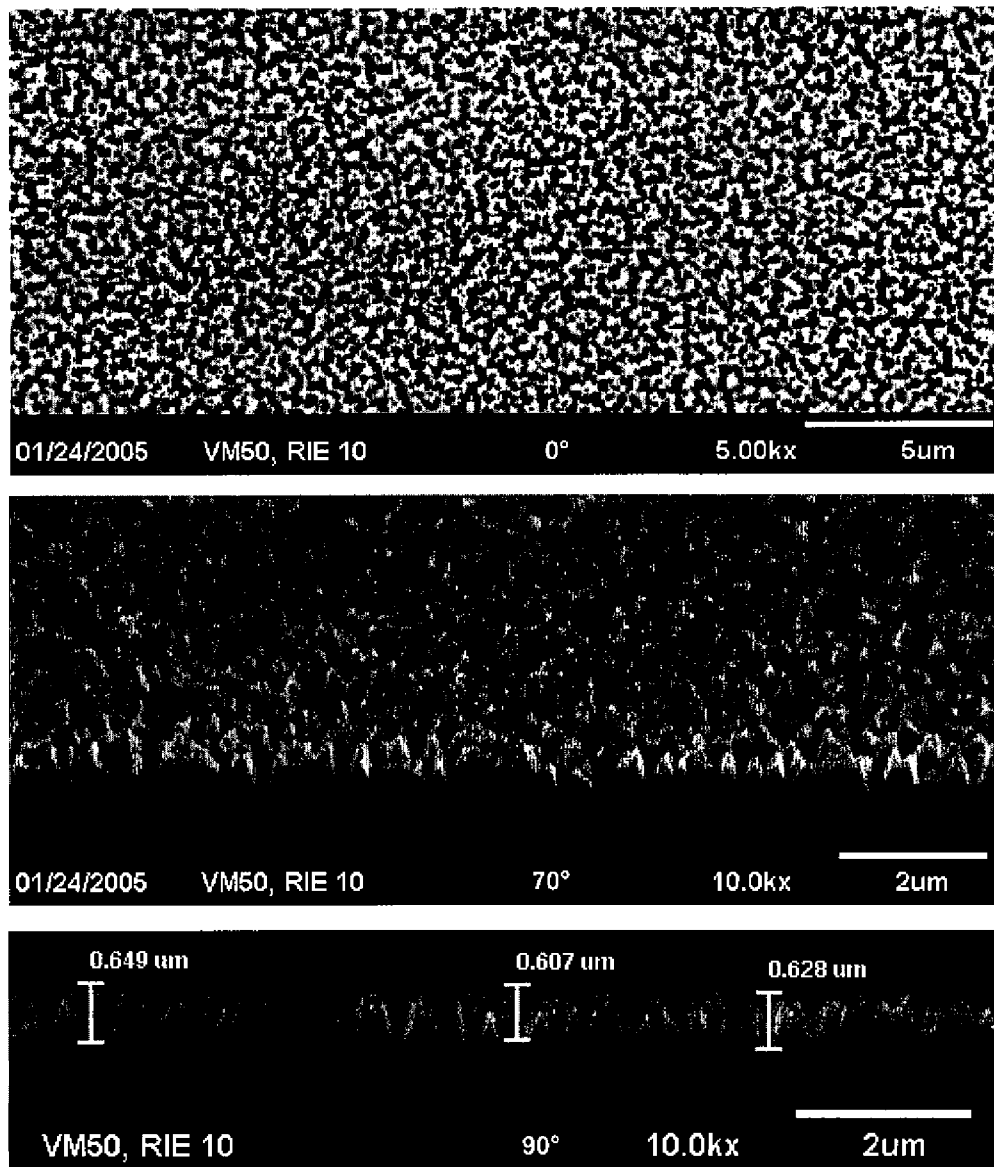 01/24/2005 VM50, RIE 10 0° 5.00kx 5um
01/24/2005 VM50, RIE 10 70° 10.0kx 2um
0.649 um 0.607 um 0.628 um
VM50, RIE 10 90° 10.0kx 2um